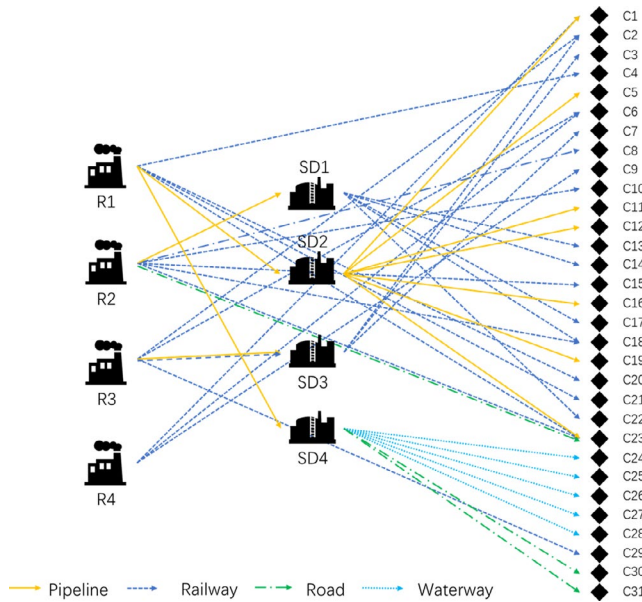 C1
C2
C3
C4
C5
C6
C7
C8
C9
C10
C11
C12
C13
C14
C15
C16
C17
C18
C19
C20
C21
C22
C23
C24
C25
C26
C27
C28
C29
C30
C31
R1
R2
R3
R4
SD1
SD2
SD3
SD4
Pipeline
Railway
Road
Waterway